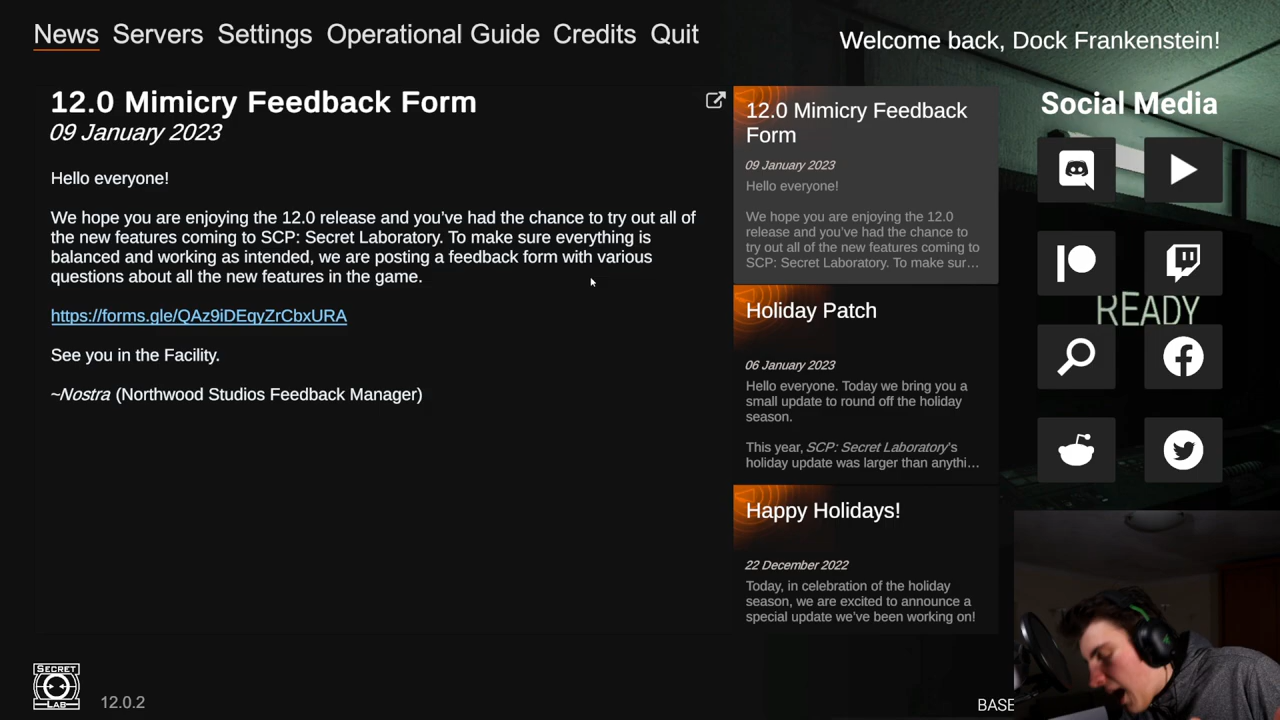 News Servers Settings Operational Guide Credits Quit
Welcome back, Dock Frankenstein!
12.0 Mimicry Feedback Form
09 January 2023
Hello everyone!
We hope you are enjoying the 12.0 release and you've had the chance to try out all of
the new features coming to SCP: Secret Laboratory. To make sure everything is
balanced and working as intended, we are posting a feedback form with various
questions about all the new features in the game.
https://forms.gle/QAz9iDEqyZrCbxURA
See you in the Facility.
~Nostra (Northwood Studios Feedback Manager)
12.0 Mimicry Feedback
Form
09 January 2023
Hello everyone!
We hope you are enjoying the 12.0
release and you've had the chance to
try out all of the new features coming to
SCP: Secret Laboratory. To make sur...
Holiday Patch
06 January 2023
Hello everyone. Today we bring you a
small update to round off the holiday
season.
This year, SCP: Secret Laboratory's
holiday update was larger than anythi...
Happy Holidays!
22 December 2022
Today, in celebration of the holiday
season, we are excited to announce a
special update we've been working on!
Social Media
READY
SECRET
LAB
12.0.2
BASE